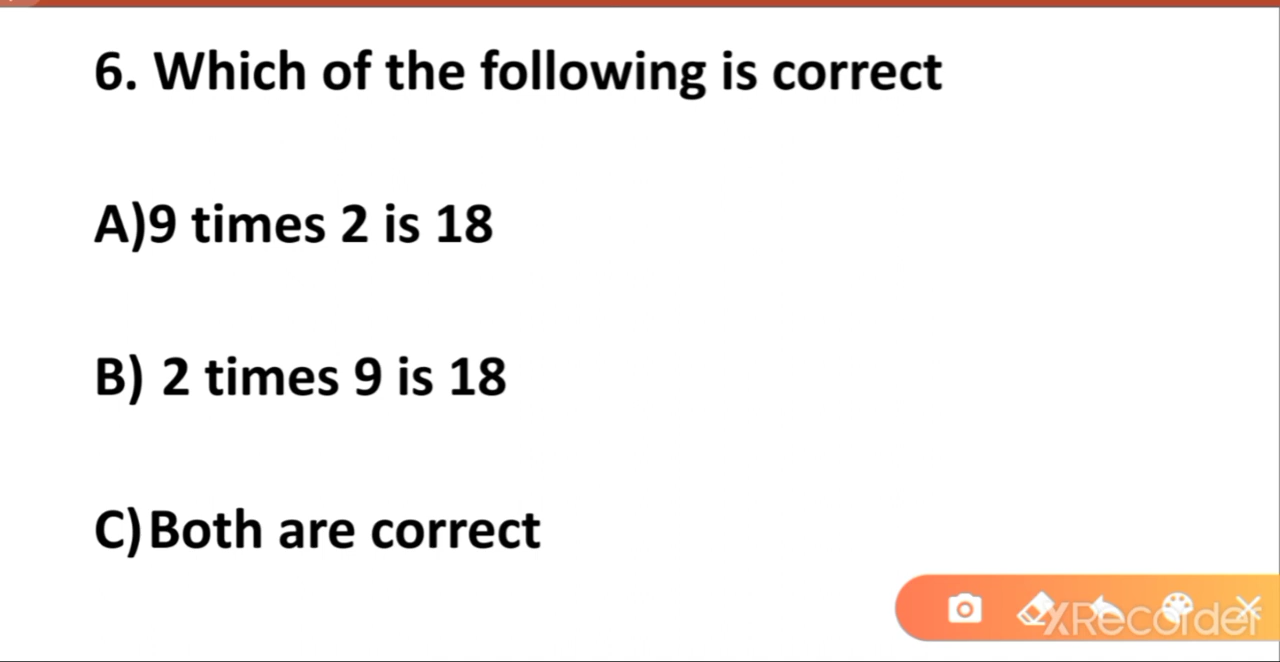 6. Which of the following is correct
A)9 times 2 is 18
B) 2 times 9 is 18
C)Both are correct
XRecorder